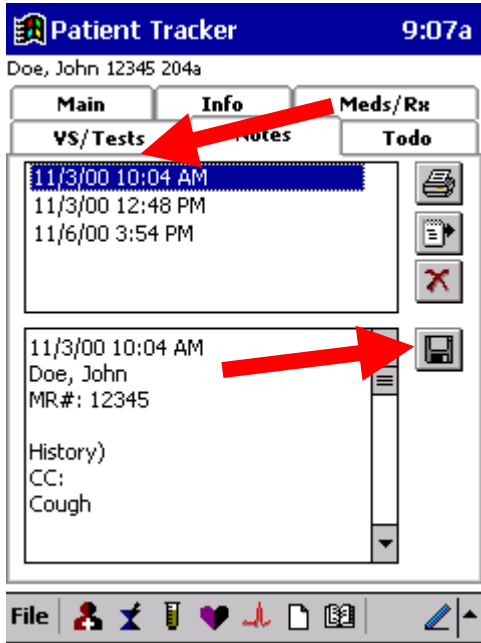 Patient Tracker 9:07a
Doe, John 12345 204a
Main Info Meds/Rx
VS/Tests Notes Todo
11/3/00 10:04 AM
11/3/00 12:48 PM
11/6/00 3:54 PM
11/3/00 10:04 AM
Doe, John
MR#: 12345
History)
CC:
Cough
File